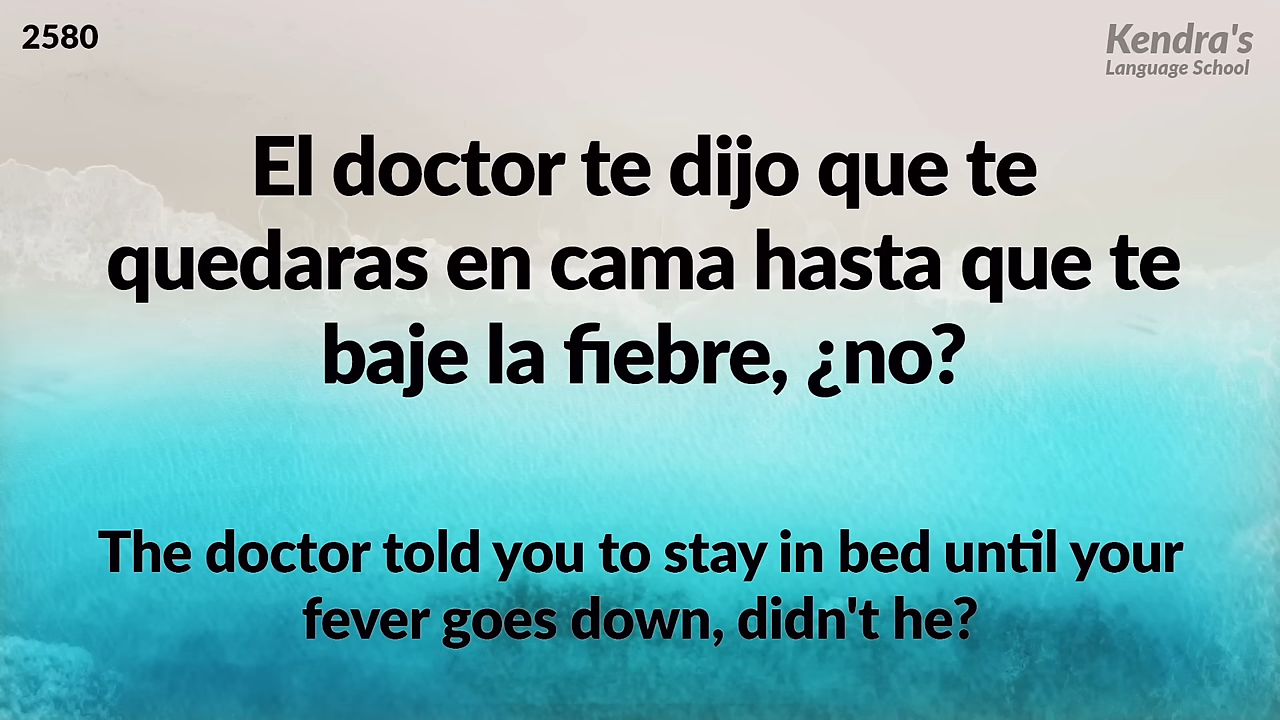 2580
Kendra's
Language School
El doctor te dijo que te
quedaras en cama hasta que te
baje la fiebre, ¿no?
The doctor told you to stay in bed until your
fever goes down, didn't he?